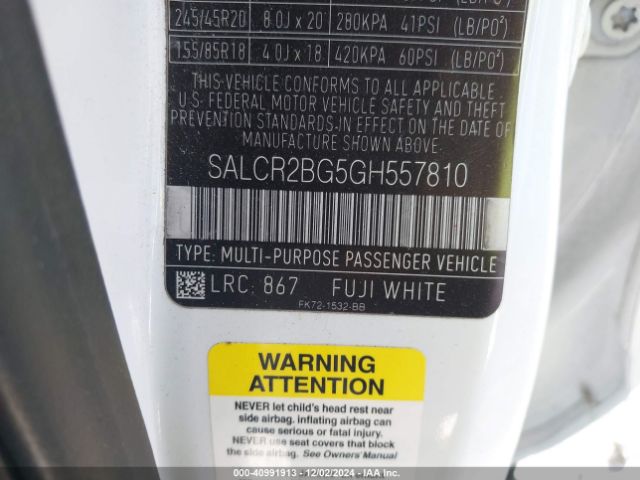 245/45R20 8.0J x 20 280KPA 41PSI (LB/PO²)
155/85R18 4.0J x 18 420KPA 60PSI (LB/PO²)
THIS VEHICLE CONFORMS TO ALL APPLICABLE
U.S. FEDERAL MOTOR VEHICLE SAFETY AND THEFT
PREVENTION STANDARDS IN EFFECT ON THE DATE OF
MANUFACTURE SHOWN ABOVE.
SALCR2BG5GH557810
TYPE: MULTI-PURPOSE PASSENGER VEHICLE
LRC: 867 FUJI WHITE
FK72-1532-BB
WARNING
ATTENTION
NEVER let child's head rest near
side airbag. inflating airbag can
cause serious or fatal injury.
NEVER use seat covers that block
the side airbag. See Owners' Manual
000-40991913 - 12/02/2024 - IAA Inc.